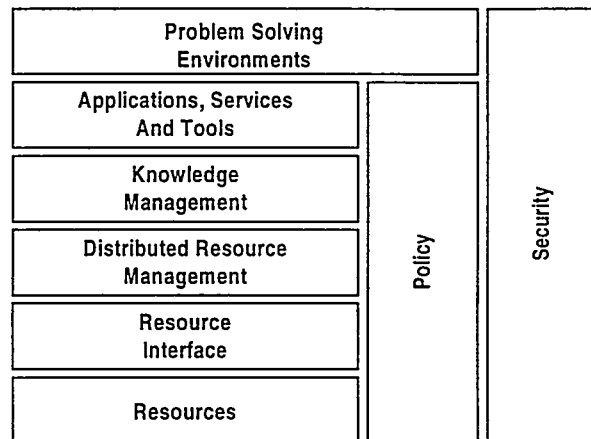 Problem Solving
Environments
Applications, Services
And Tools
Knowledge
Management
Distributed Resource
Management
Resource
Interface
Resources
Policy
Security